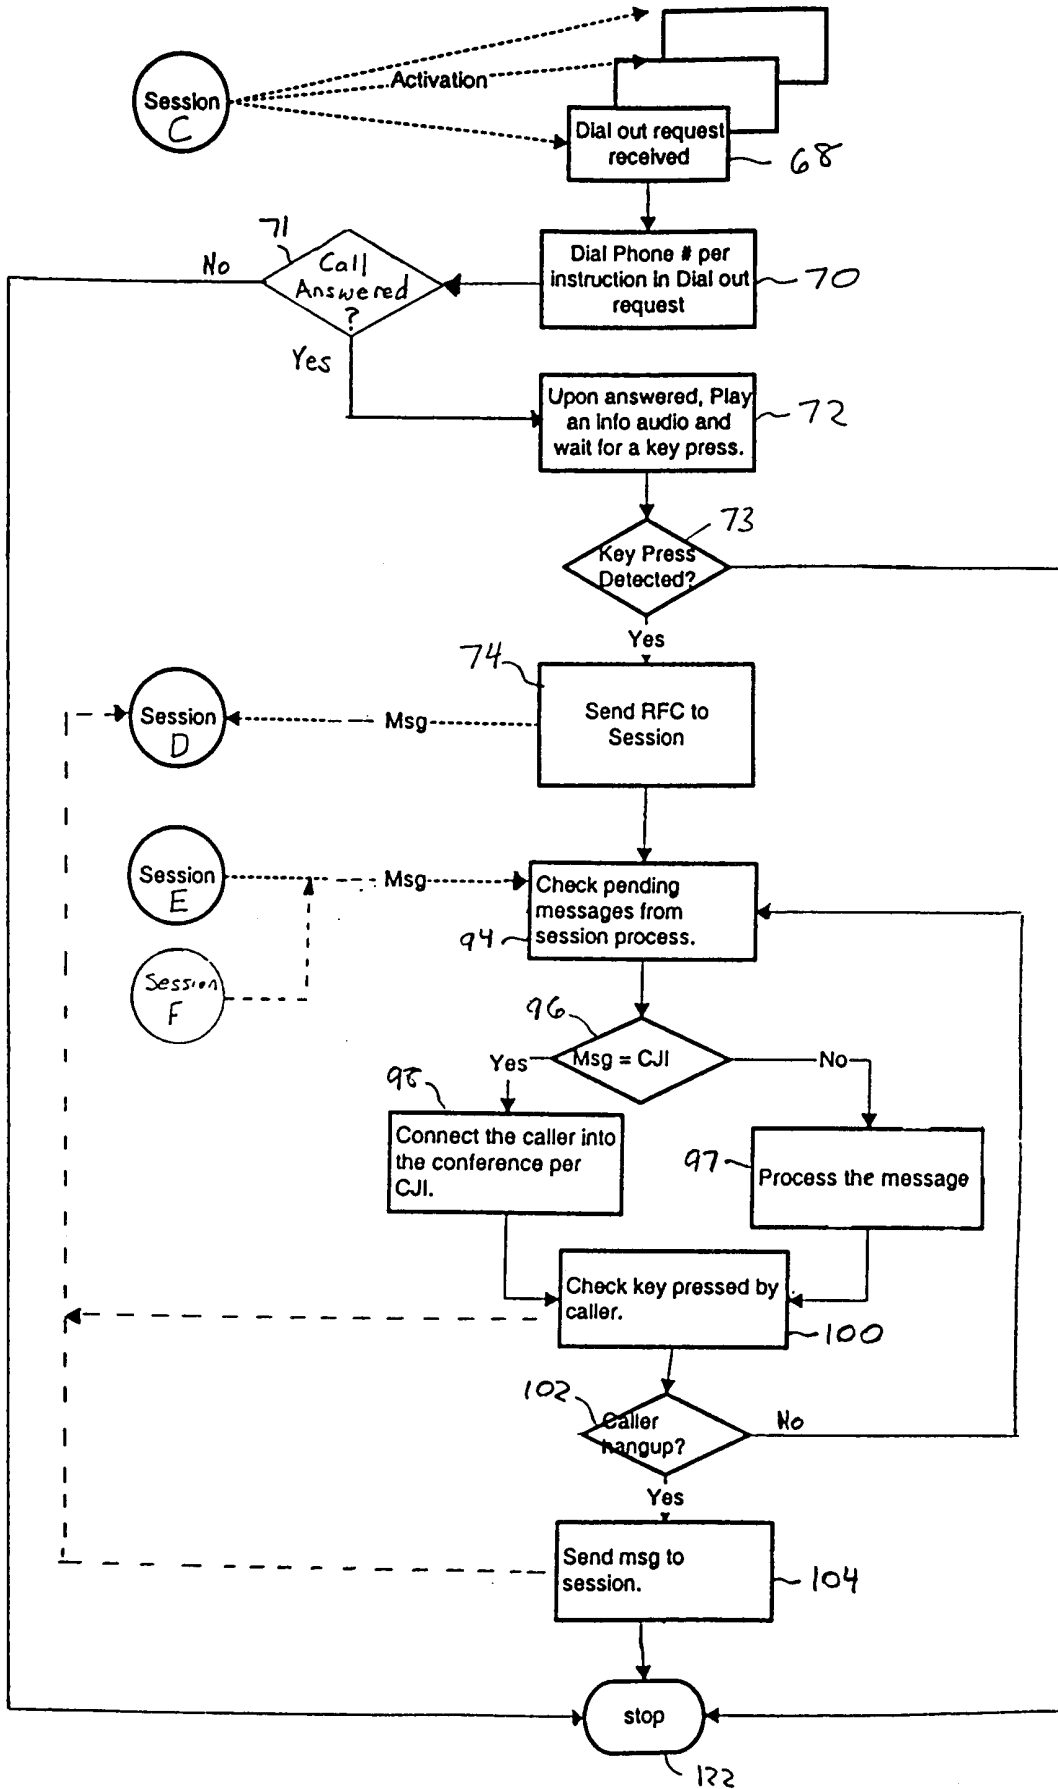 Session
C
Activation
Dial out request
received
68
71
No
Call
Answered
?
Yes
Dial Phone # per
instruction in Dial out
request
70
Upon answered, Play
an info audio and
wait for a key press.
72
73
Key Press
Detected?
Yes
74
Send RFC to
Session
Msg
Session
D
Session
E
Msg
Check pending
messages from
session process.
94
Session
F
96
Msg = CJI
Yes
No
98
Connect the caller into
the conference per
CJI.
97
Process the message
Check key pressed by
caller.
100
102
Caller
hangup?
No
Yes
Send msg to
session.
104
stop
122